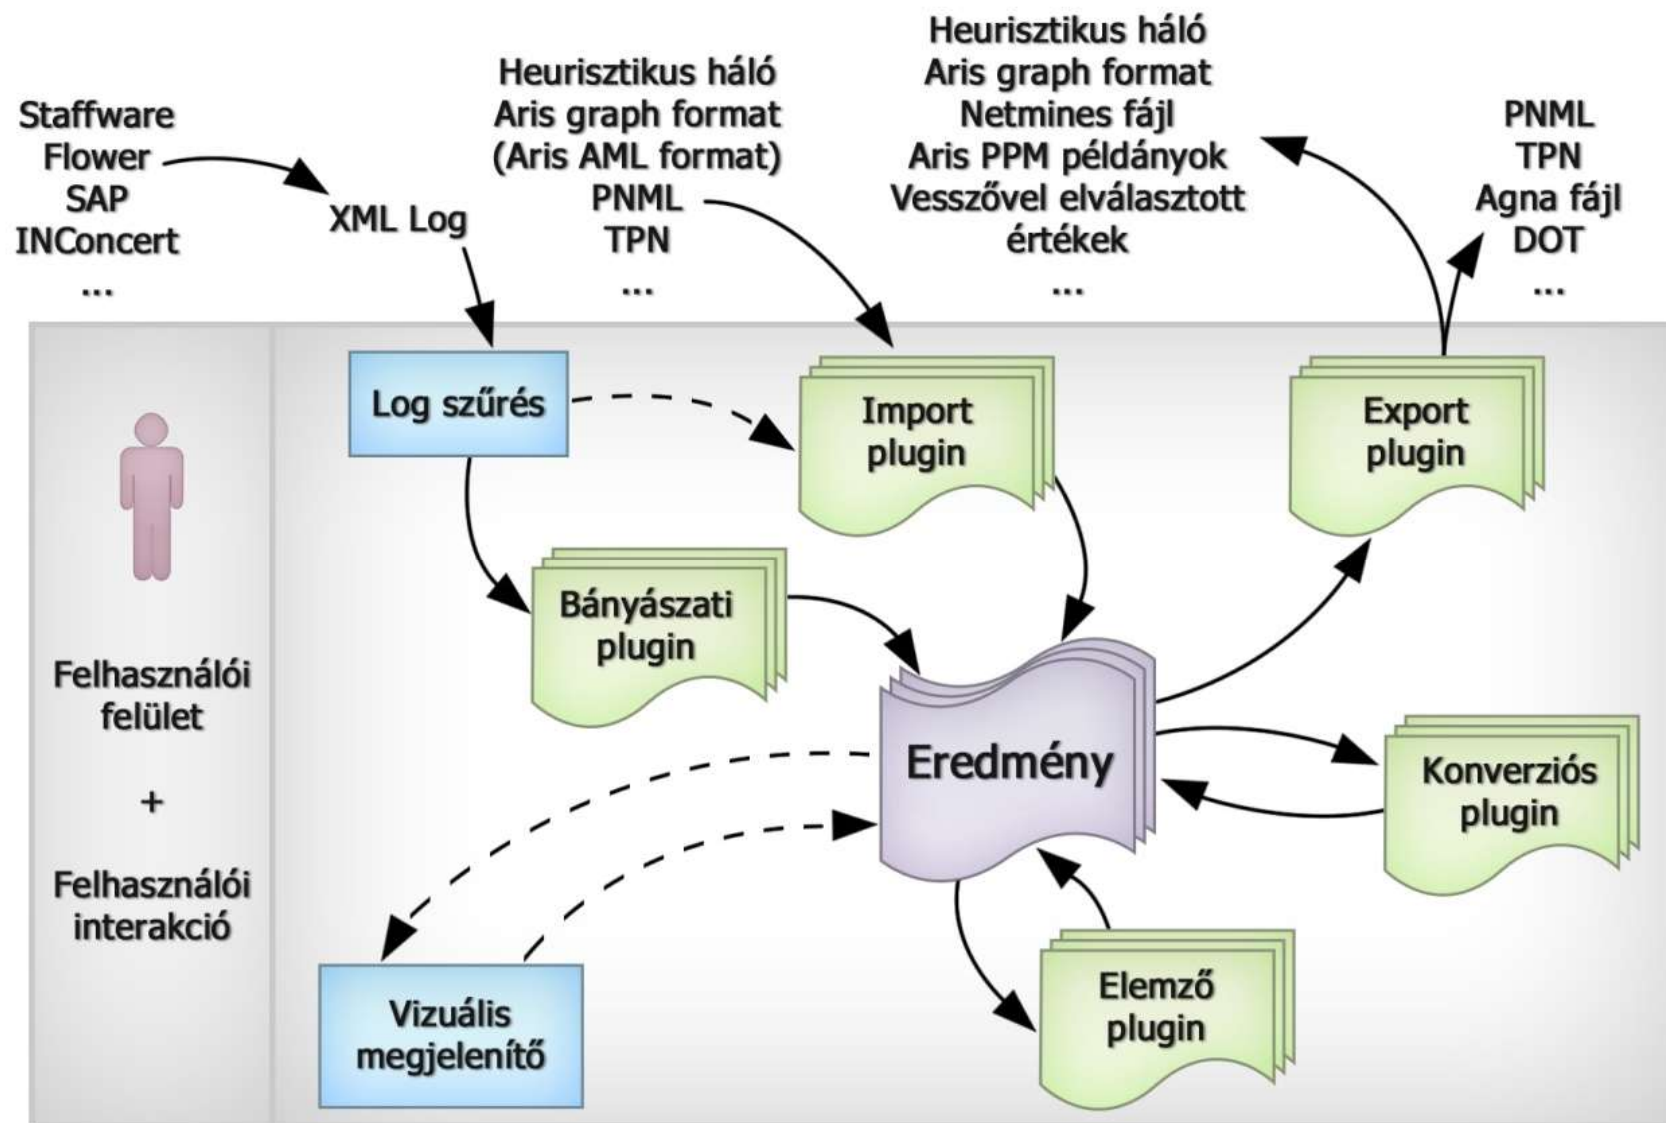 Staffware
Flower
SAP
INConcert
...
XML Log
Heurisztikus háló
Aris graph format
(Aris AML format)
PNML
TPN
...
Heurisztikus háló
Aris graph format
Netmines fájl
Aris PPM példányok
Vesszővel elválasztott
értékek
...
PNML
TPN
Agna fájl
DOT
...
Log szűrés
Import
plugin
Export
plugin
Bányászati
plugin
Felhasználói
felület
+
Felhasználói
interakció
Eredmény
Konverziós
plugin
Vizuális
megjelenítő
Elemző
plugin